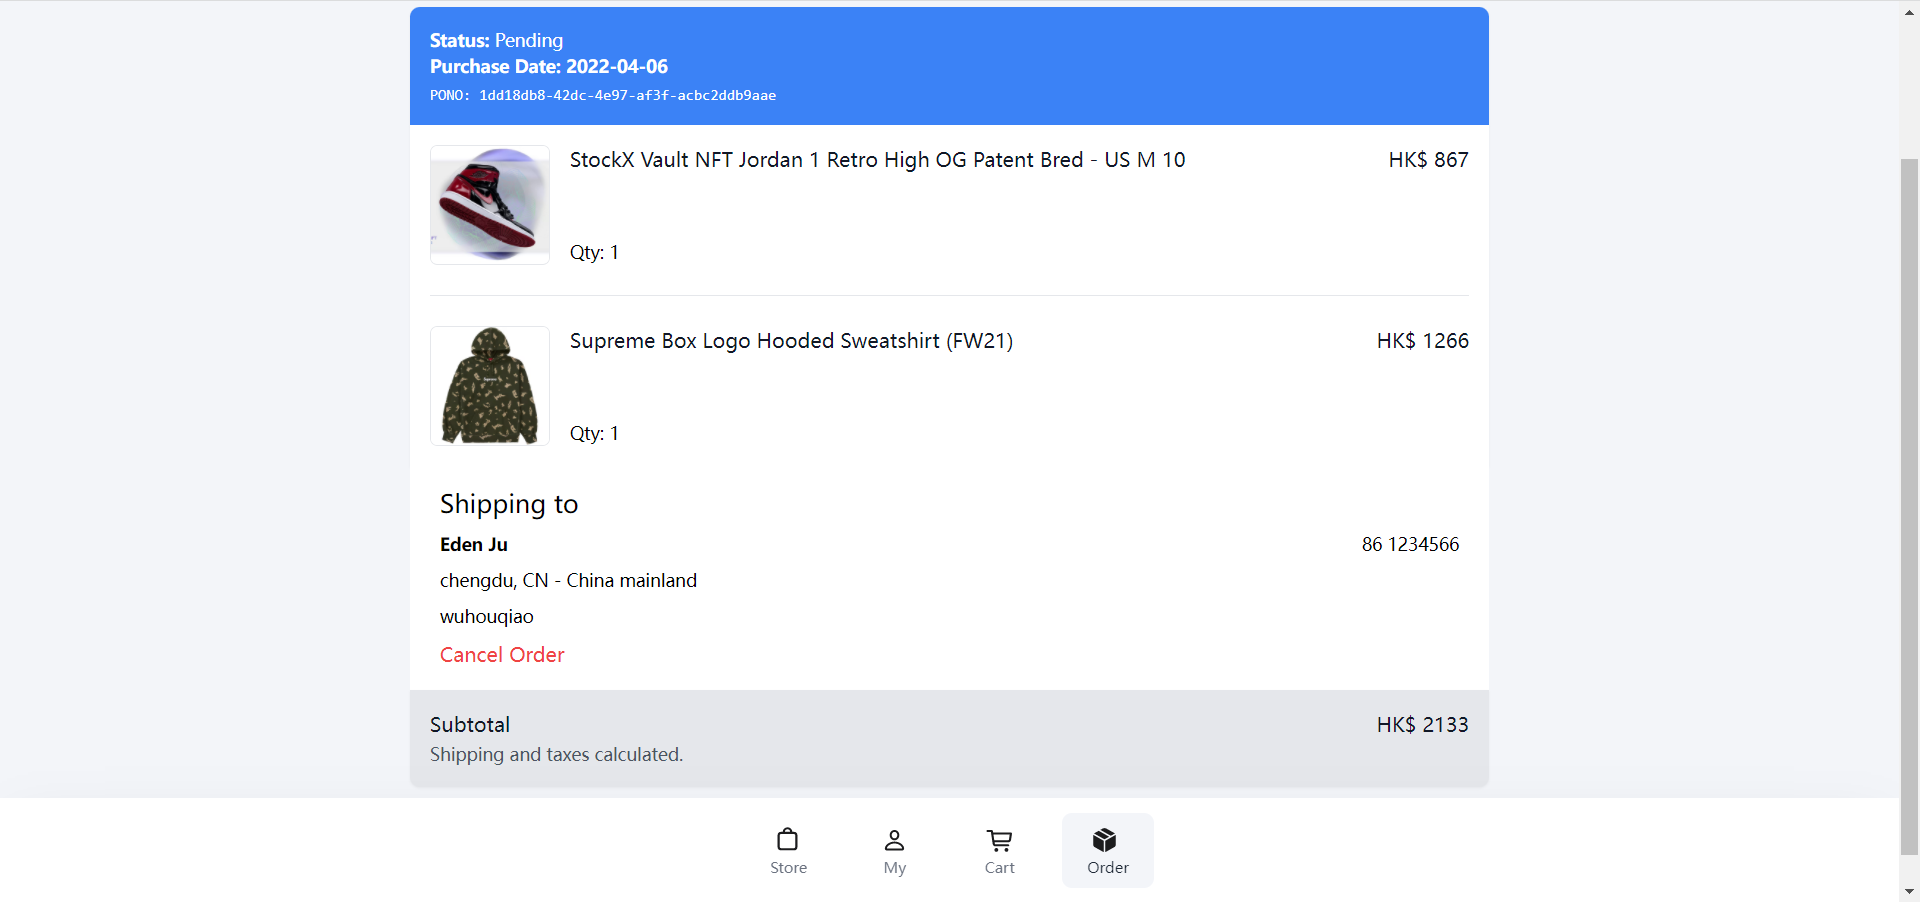 Status: Pending
Purchase Date: 2022-04-06
PONO: 1dd18db8-42dc-4e97-af3f-acbc2ddb9aae
StockX Vault NFT Jordan 1 Retro High OG Patent Bred - US M 10
HK$ 867
Qty: 1
Supreme Box Logo Hooded Sweatshirt (FW21)
HK$ 1266
Qty: 1
Shipping to
Eden Ju
86 1234566
chengdu, CN - China mainland
wuhouqiao
Cancel Order
Subtotal
HK$ 2133
Shipping and taxes calculated.
Store
My
Cart
Order